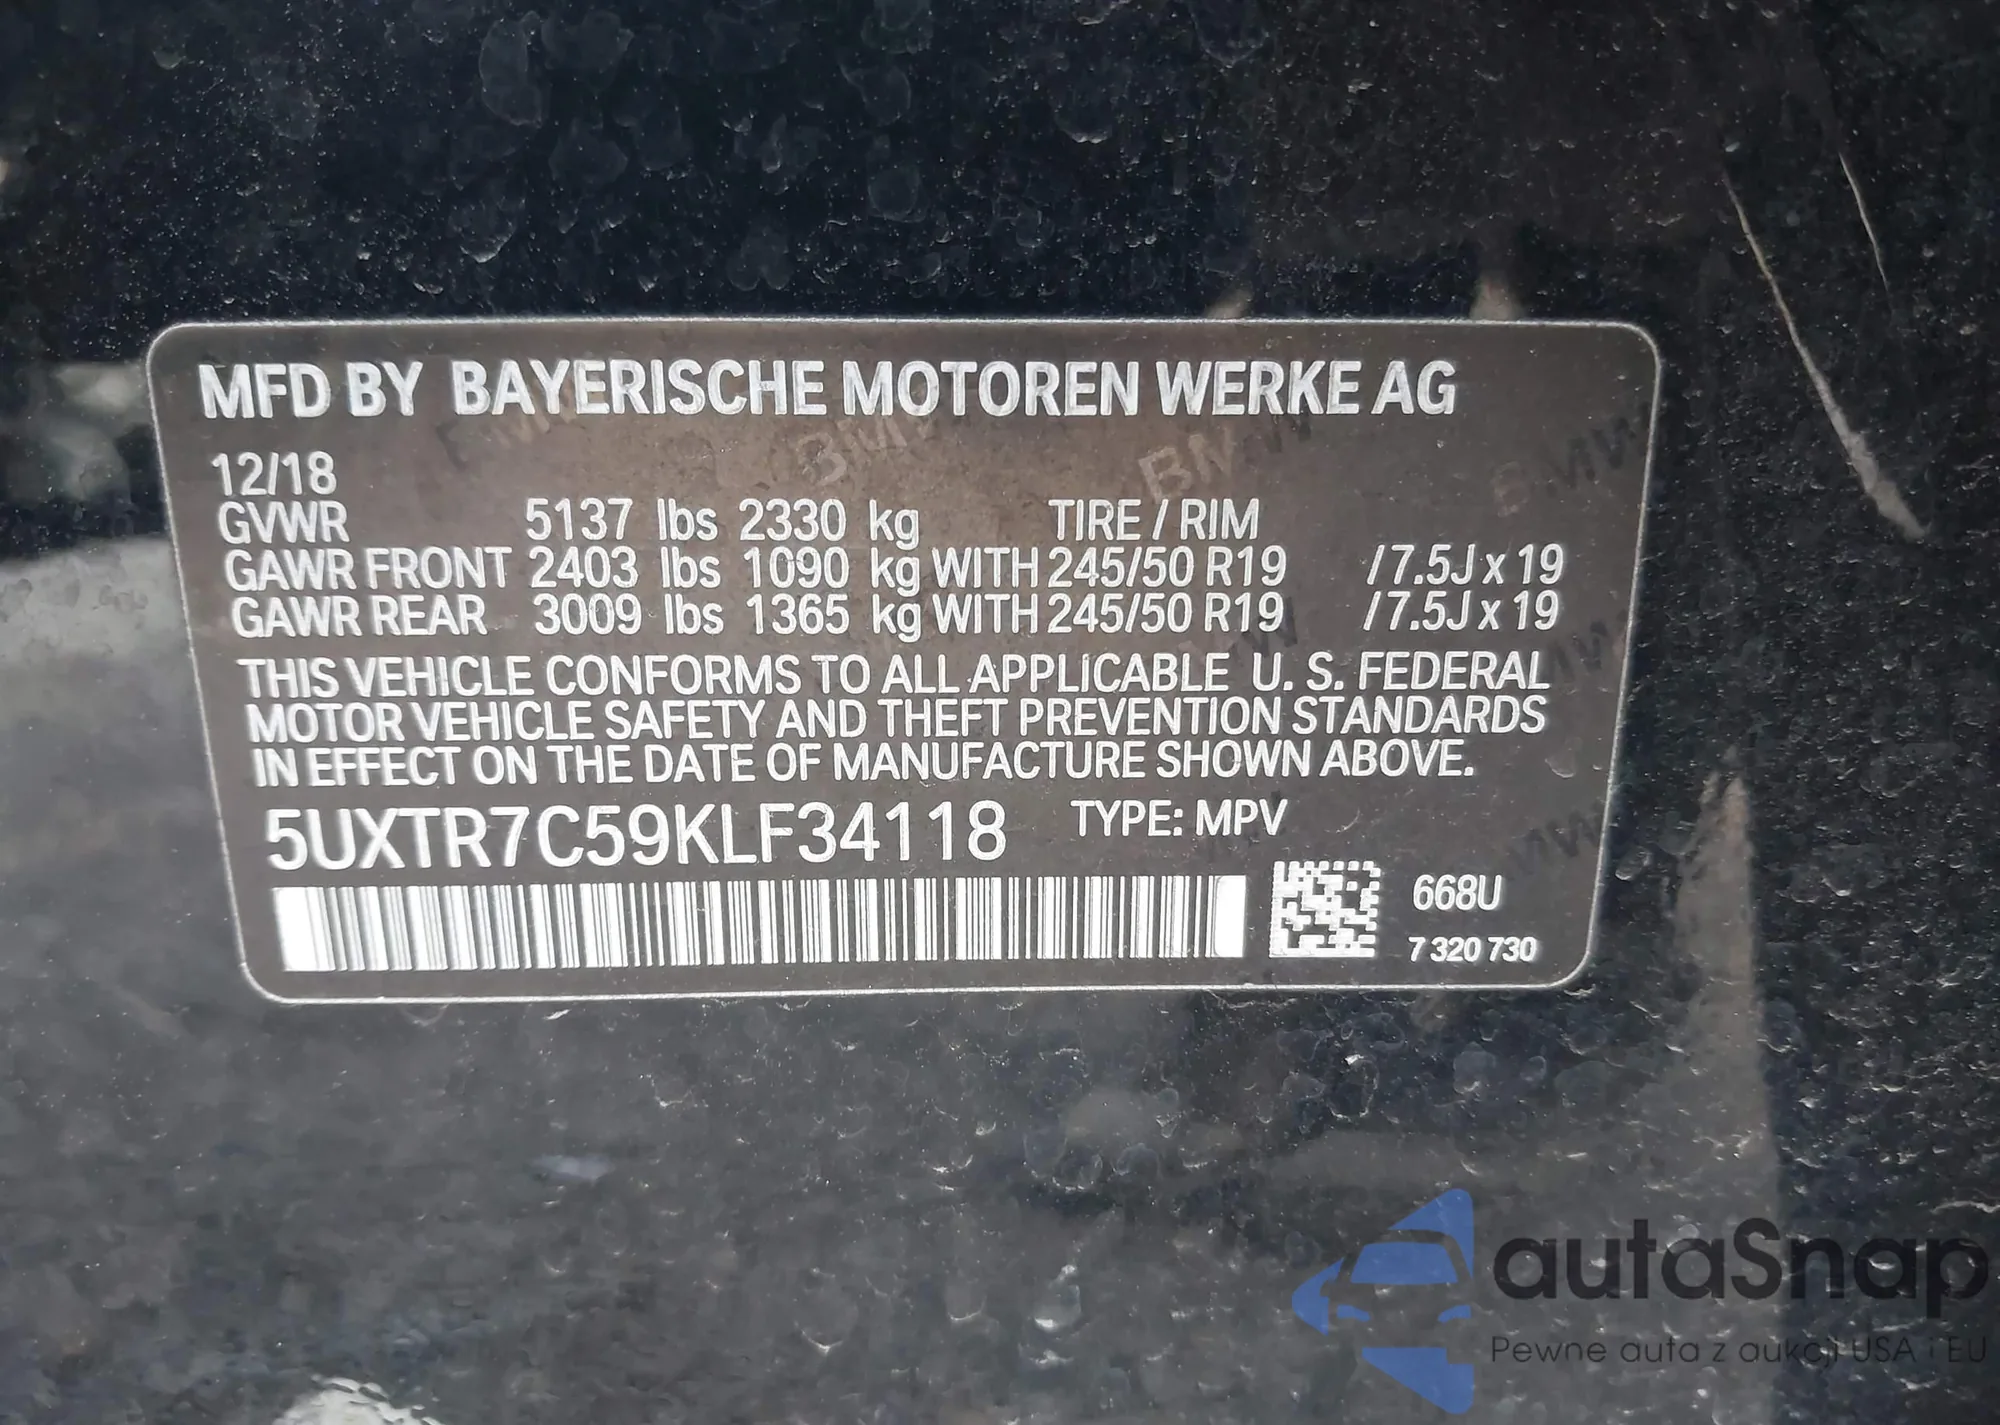 MFD BY BAYERISCHE MOTOREN WERKE AG
12/18
GVWR 5137 lbs 2330 kg TIRE / RIM
GAWR FRONT 2403 lbs 1090 kg WITH 245/50 R19 /7.5J x 19
GAWR REAR 3009 lbs 1365 kg WITH 245/50 R19 /7.5J x 19
THIS VEHICLE CONFORMS TO ALL APPLICABLE U. S. FEDERAL
MOTOR VEHICLE SAFETY AND THEFT PREVENTION STANDARDS
IN EFFECT ON THE DATE OF MANUFACTURE SHOWN ABOVE.
5UXTR7C59KLF34118 TYPE: MPV
668U
7 320 730
autaSnap
Pewne auta z aukcji USA i EU